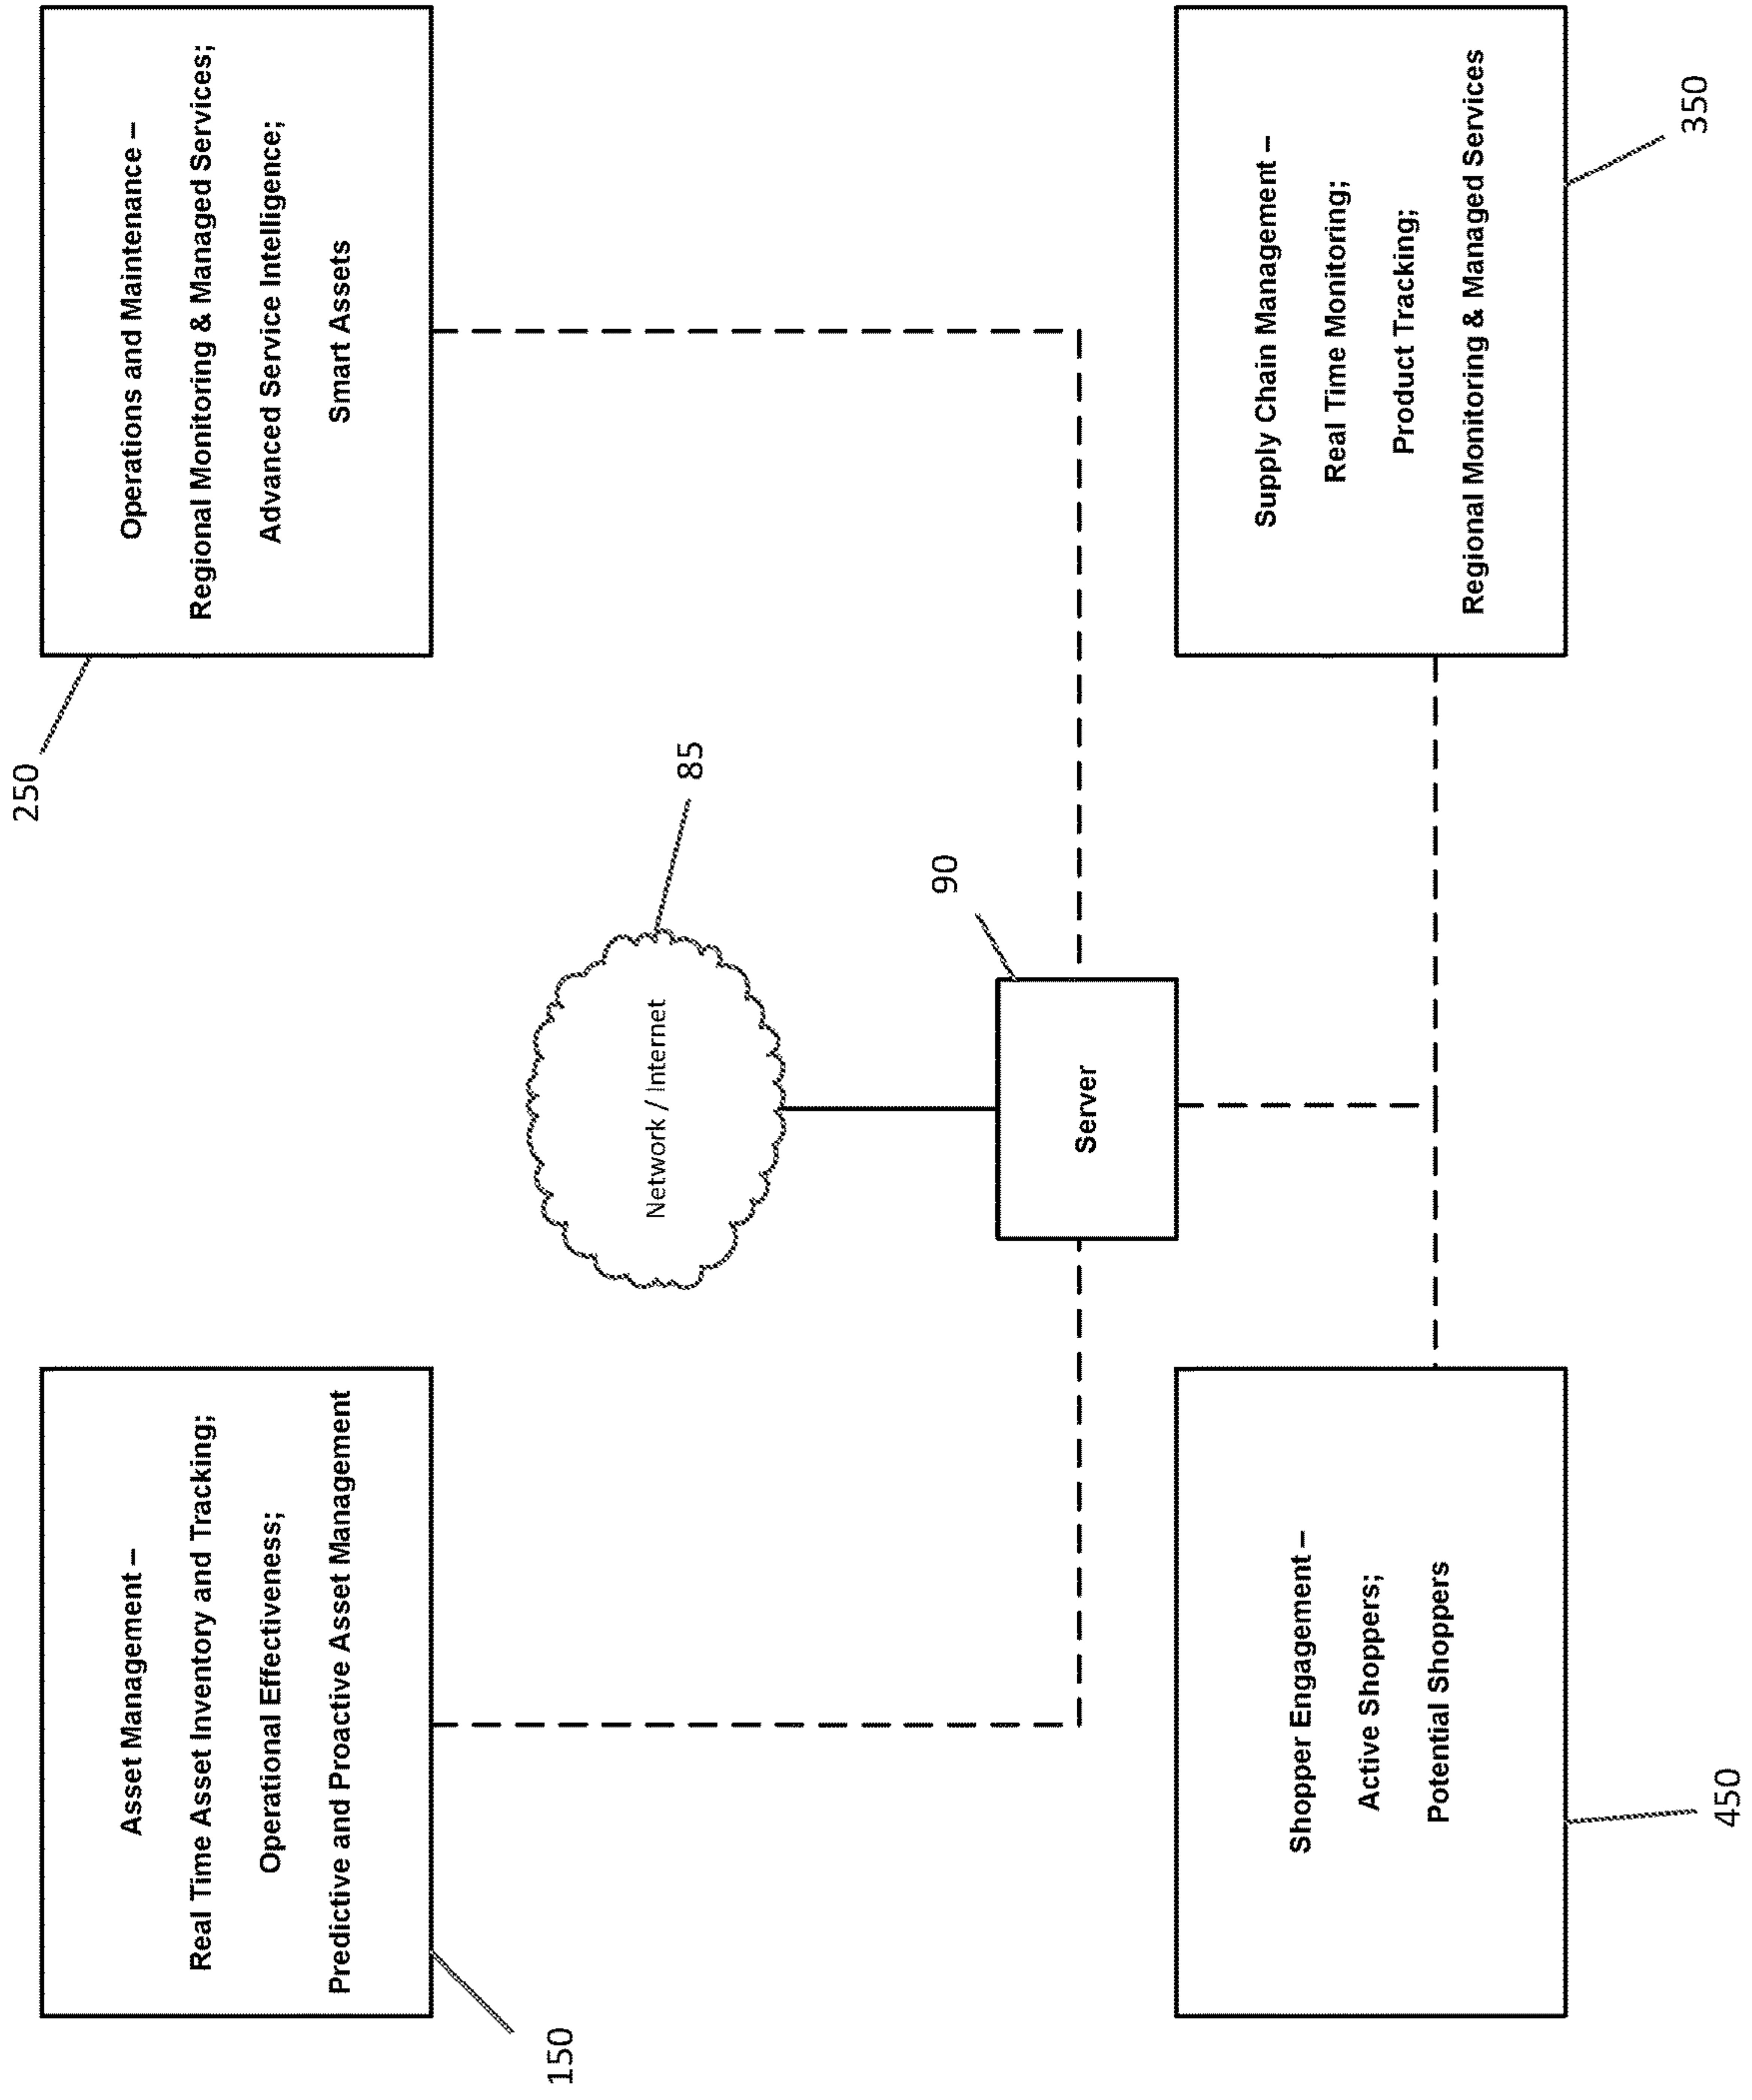 150
Asset Management –
Real Time Asset Inventory and Tracking;
Operational Effectiveness;
Predictive and Proactive Asset Management
250
Operations and Maintenance –
Regional Monitoring & Managed Services;
Advanced Service Intelligence;
Smart Assets
85
Network / Internet
90
Server
450
Shopper Engagement –
Active Shoppers;
Potential Shoppers
350
Supply Chain Management –
Real Time Monitoring;
Product Tracking;
Regional Monitoring & Managed Services